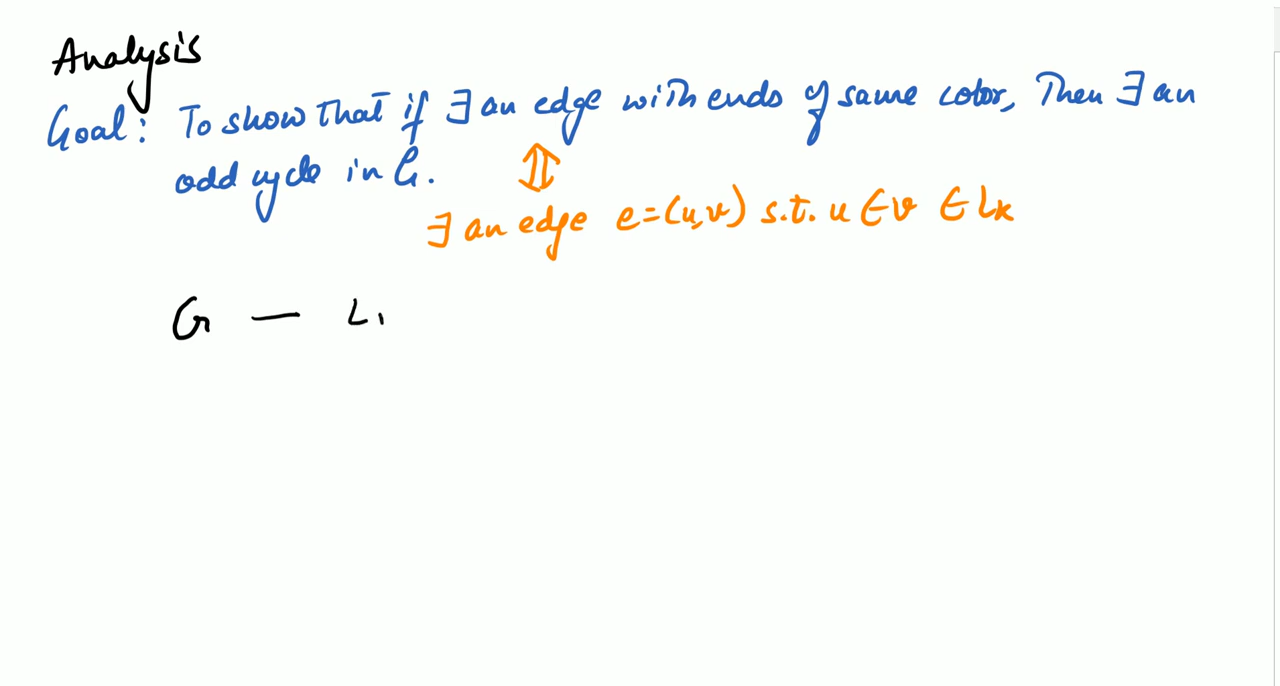 Analysis
Goal: To show that if ∃ an edge with ends of same color, Then ∃ an
odd cycle in G.
⇕
∃ an edge e=(u,v) s.t. u ∈ v ∈ Lk
G — L1